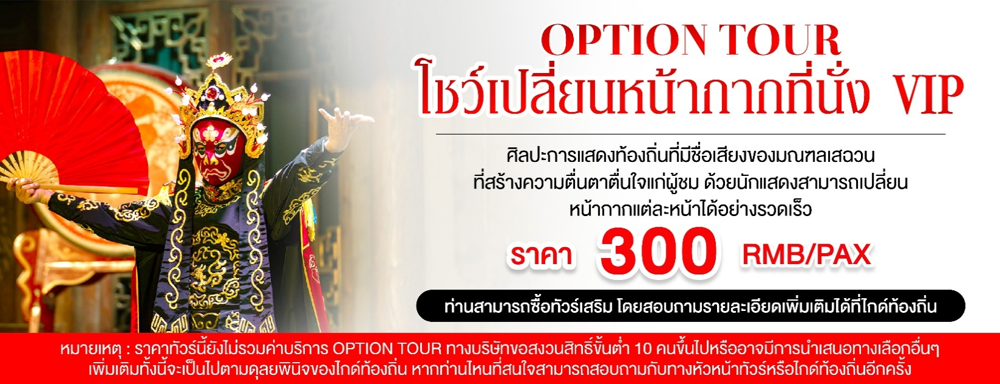 OPTION TOUR
โชว์เปลี่ยนหน้ากากที่นั่ง VIP
ศิลปะการแสดงท้องถิ่นที่มีชื่อเสียงของมณฑลเสฉวน
ที่สร้างความตื่นตาตื่นใจแก่ผู้ชม ด้วยนักแสดงสามารถเปลี่ยน
หน้ากากแต่ละหน้าได้อย่างรวดเร็ว
ราคา 300 RMB/PAX
ท่านสามารถซื้อทัวร์เสริม โดยสอบถามรายละเอียดเพิ่มเติมได้ที่ไกด์ท้องถิ่น
หมายเหตุ : ราคาทัวร์นี้ยังไม่รวมค่าบริการ OPTION TOUR ทางบริษัทขอสงวนสิทธิ์ขั้นต่ำ 10 คนขึ้นไปหรืออาจมีการนำเสนอทางเลือกอื่นๆ
เพิ่มเติมทั้งนี้จะเป็นไปตามดุลยพินิจของไกด์ท้องถิ่น หากท่านไหนที่สนใจสามารถสอบถามกับทางหัวหน้าทัวร์หรือไกด์ท้องถิ่นอีกครั้ง